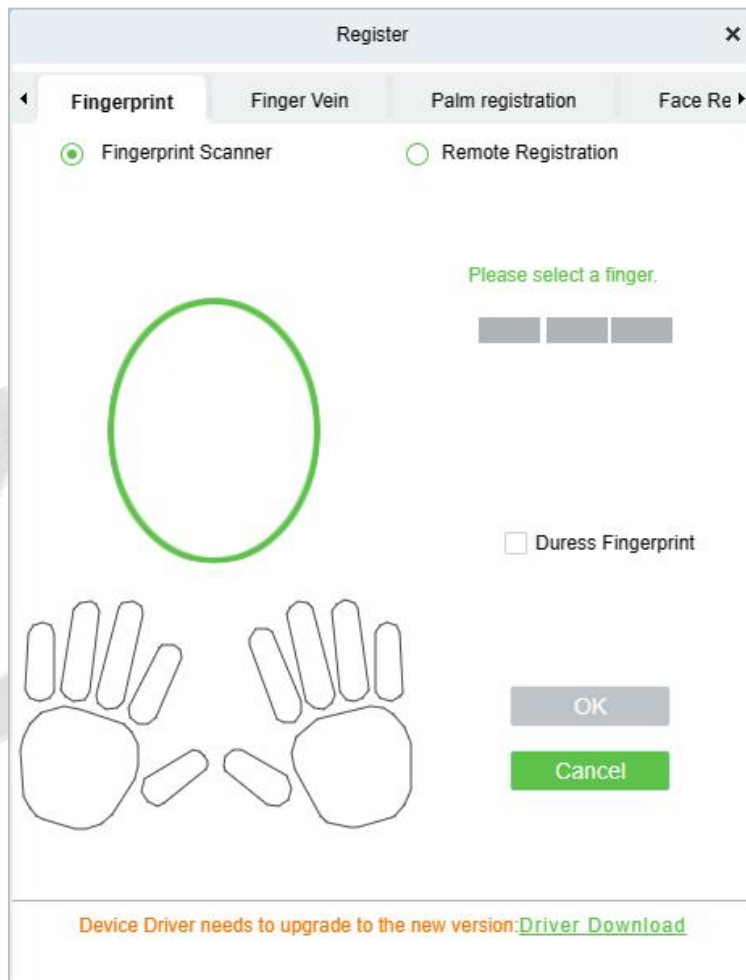 Register
Fingerprint Finger Vein Palm registration Face Re
Fingerprint Scanner Remote Registration
Please select a finger.
Duress Fingerprint
OK
Cancel
Device Driver needs to upgrade to the new version:Driver Download